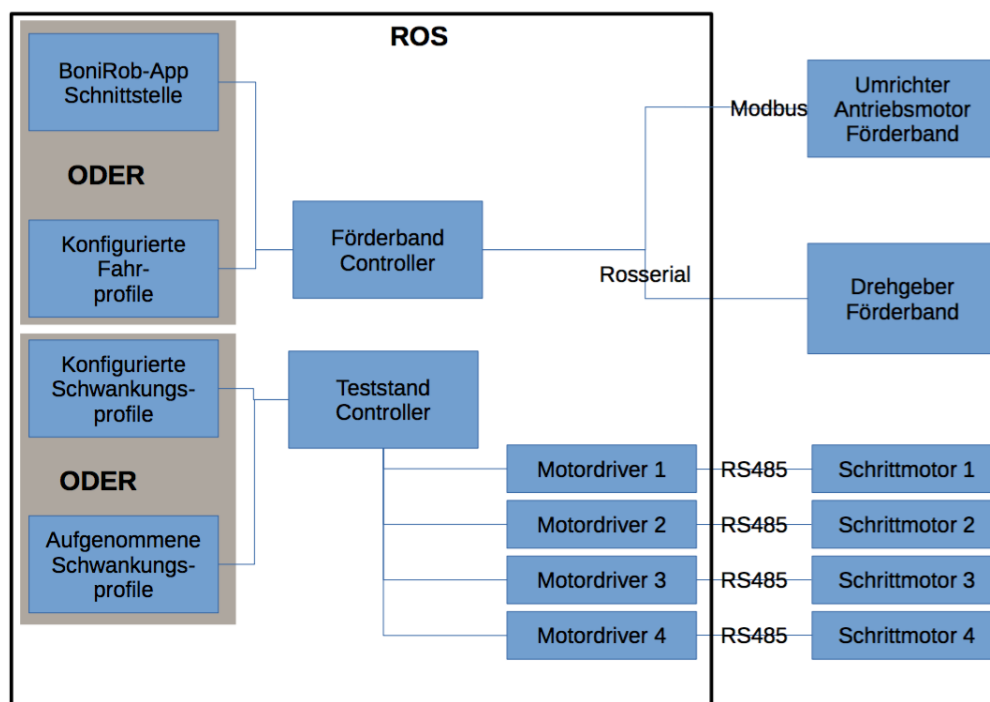 ROS
BoniRob-App
Schnittstelle
ODER
Konfigurierte
Fahr-
profile
Förderband
Controller
Modbus
Umrichter
Antriebsmotor
Förderband
Rosserial
Drehgeber
Förderband
Konfigurierte
Schwankungs-
profile
ODER
Aufgenommene
Schwankungs-
profile
Teststand
Controller
Motordriver 1
RS485
Schrittmotor 1
Motordriver 2
RS485
Schrittmotor 2
Motordriver 3
RS485
Schrittmotor 3
Motordriver 4
RS485
Schrittmotor 4